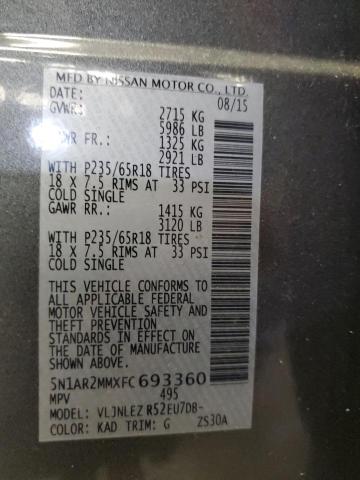 MFD BY NISSAN MOTOR CO., LTD.
DATE: 08/15
GVWR: 2715 KG
5986 LB
GAWR FR.: 1325 KG
2921 LB
WITH P235/65R18 TIRES
18 X 7.5 RIMS AT 33 PSI
COLD SINGLE
GAWR RR.: 1415 KG
3120 LB
WITH P235/65R18 TIRES
18 X 7.5 RIMS AT 33 PSI
COLD SINGLE
THIS VEHICLE CONFORMS TO
ALL APPLICABLE FEDERAL
MOTOR VEHICLE SAFETY AND
THEFT PREVENTION
STANDARDS IN EFFECT ON THE
DATE OF MANUFACTURE
SHOWN ABOVE.
5N1AR2MMXFC693360
MPV 495
MODEL: VLJNLEZ R52EU7D8-
COLOR: KAD TRIM: G ZS30A